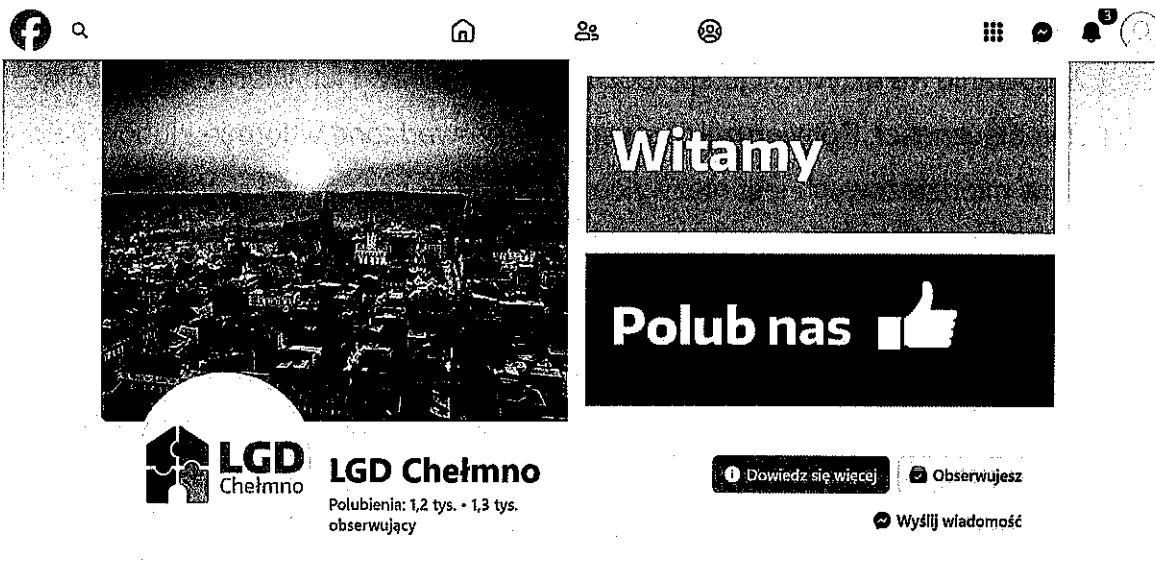 3
Witamy
Polub nas
LGD
Chełmno
LGD Chełmno
Polubienia: 1,2 tys. • 1,3 tys.
obserwujący
Dowiedz się więcej
Obserwujesz
Wyślij wiadomość